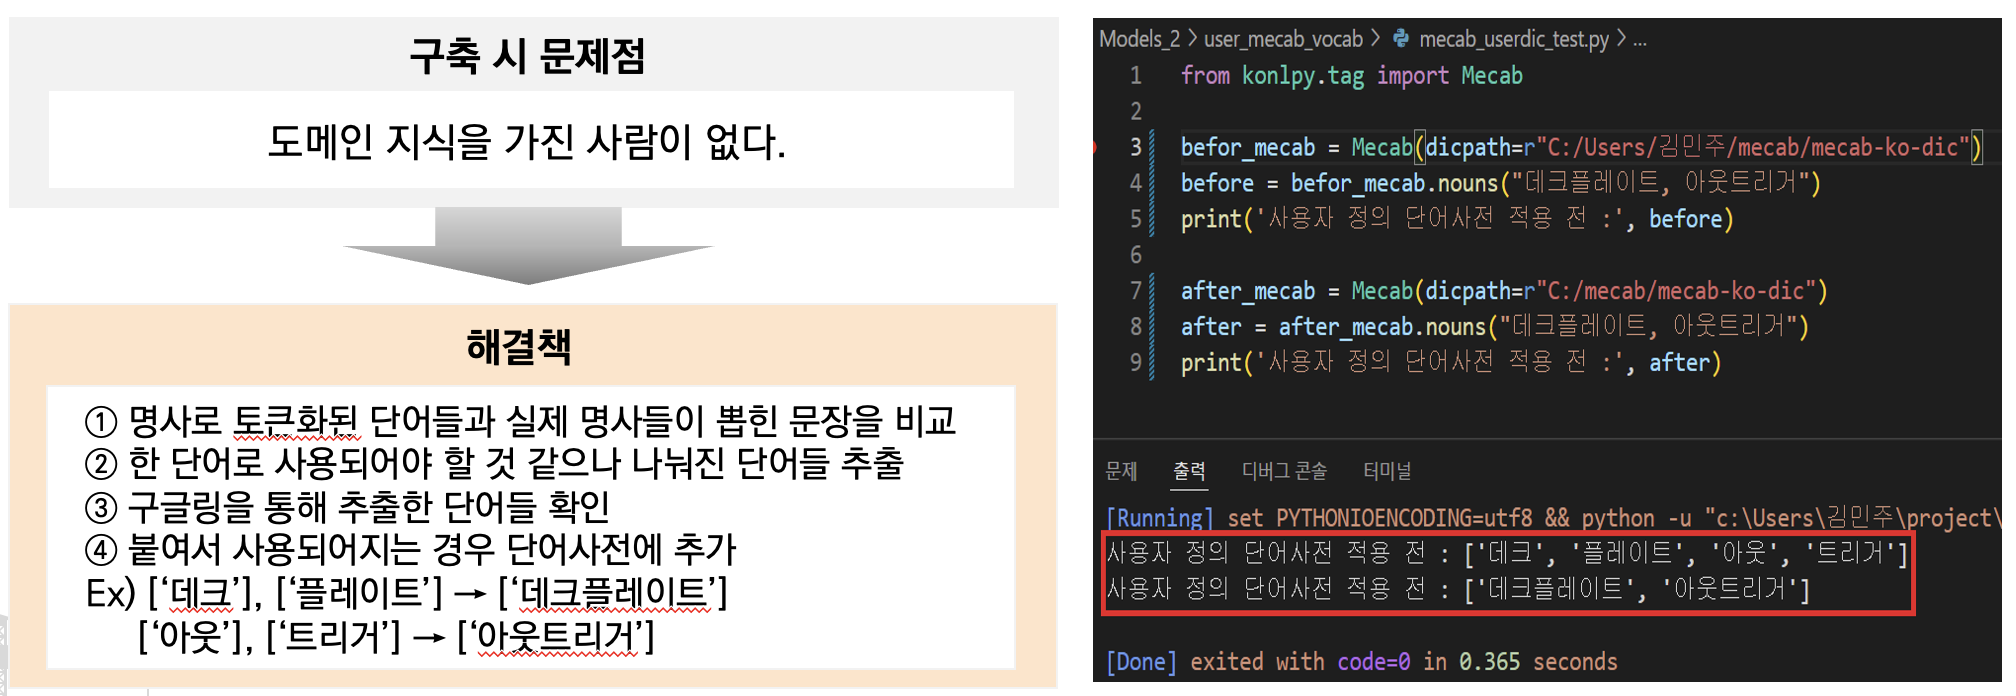 구축 시 문제점
도메인 지식을 가진 사람이 없다.
해결책
① 명사로 토큰화된 단어들과 실제 명사들이 뽑힌 문장을 비교
② 한 단어로 사용되어야 할 것 같으나 나눠진 단어들 추출
③ 구글링을 통해 추출한 단어들 확인
④ 붙여서 사용되어지는 경우 단어사전에 추가
Ex) [‘데크’], [‘플레이트’] → [‘데크플레이트’]
[‘아웃’], [‘트리거’] → [‘아웃트리거’]
Models_2 > user_mecab_vocab > mecab_userdic_test.py > ...
1 from konlpy.tag import Mecab
2
3 befor_mecab = Mecab(dicpath=r"C:/Users/김민주/mecab/mecab-ko-dic")
4 before = befor_mecab.nouns("데크플레이트, 아웃트리거")
5 print('사용자 정의 단어사전 적용 전 :', before)
6
7 after_mecab = Mecab(dicpath=r"C:/mecab/mecab-ko-dic")
8 after = after_mecab.nouns("데크플레이트, 아웃트리거")
9 print('사용자 정의 단어사전 적용 전 :', after)
문제 출력 디버그 콘솔 터미널
[Running] set PYTHONIOENCODING=utf8 && python -u "c:\Users\김민주\project\
사용자 정의 단어사전 적용 전 : ['데크', '플레이트', '아웃', '트리거']
사용자 정의 단어사전 적용 전 : ['데크플레이트', '아웃트리거']
[Done] exited with code=0 in 0.365 seconds